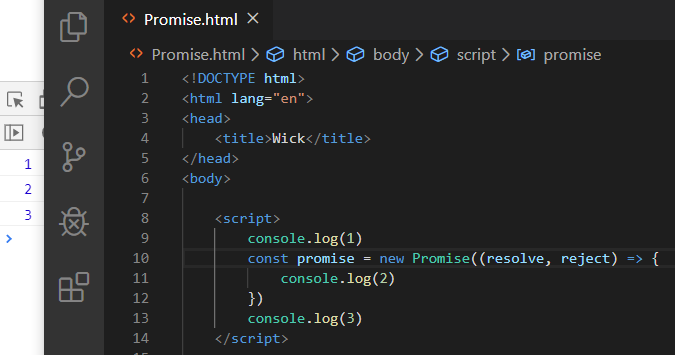 Promise.html
Promise.html > html > body > script > promise
1 <!DOCTYPE html>
2 <html lang="en">
3 <head>
4 <title>Wick</title>
5 </head>
6 <body>
7
8 <script>
9 console.log(1)
10 const promise = new Promise((resolve, reject) => {
11 console.log(2)
12 })
13 console.log(3)
14 </script>
1
2
3
>